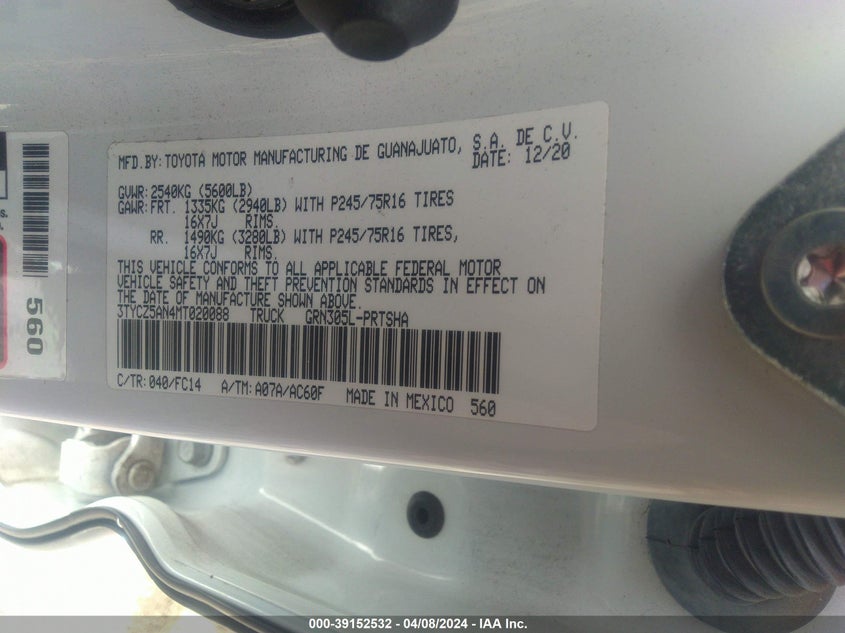 MFD.BY: TOYOTA MOTOR MANUFACTURING DE GUANAJUATO, S.A. DE C.V.
DATE: 12/20
GVWR: 2540KG (5600LB)
GAWR: FRT. 1335KG (2940LB) WITH P245/75R16 TIRES
16X7J RIMS.
RR. 1490KG (3280LB) WITH P245/75R16 TIRES,
16X7J RIMS.
THIS VEHICLE CONFORMS TO ALL APPLICABLE FEDERAL MOTOR
VEHICLE SAFETY AND THEFT PREVENTION STANDARDS IN EFFECT ON
THE DATE OF MANUFACTURE SHOWN ABOVE.
3TYCZ5AN4MT020088 TRUCK GRN305L-PRTSHA
C/TR: 040/FC14 A/TM: A07A/AC60F MADE IN MEXICO 560
560
000-39152532 - 04/08/2024 - IAA Inc.